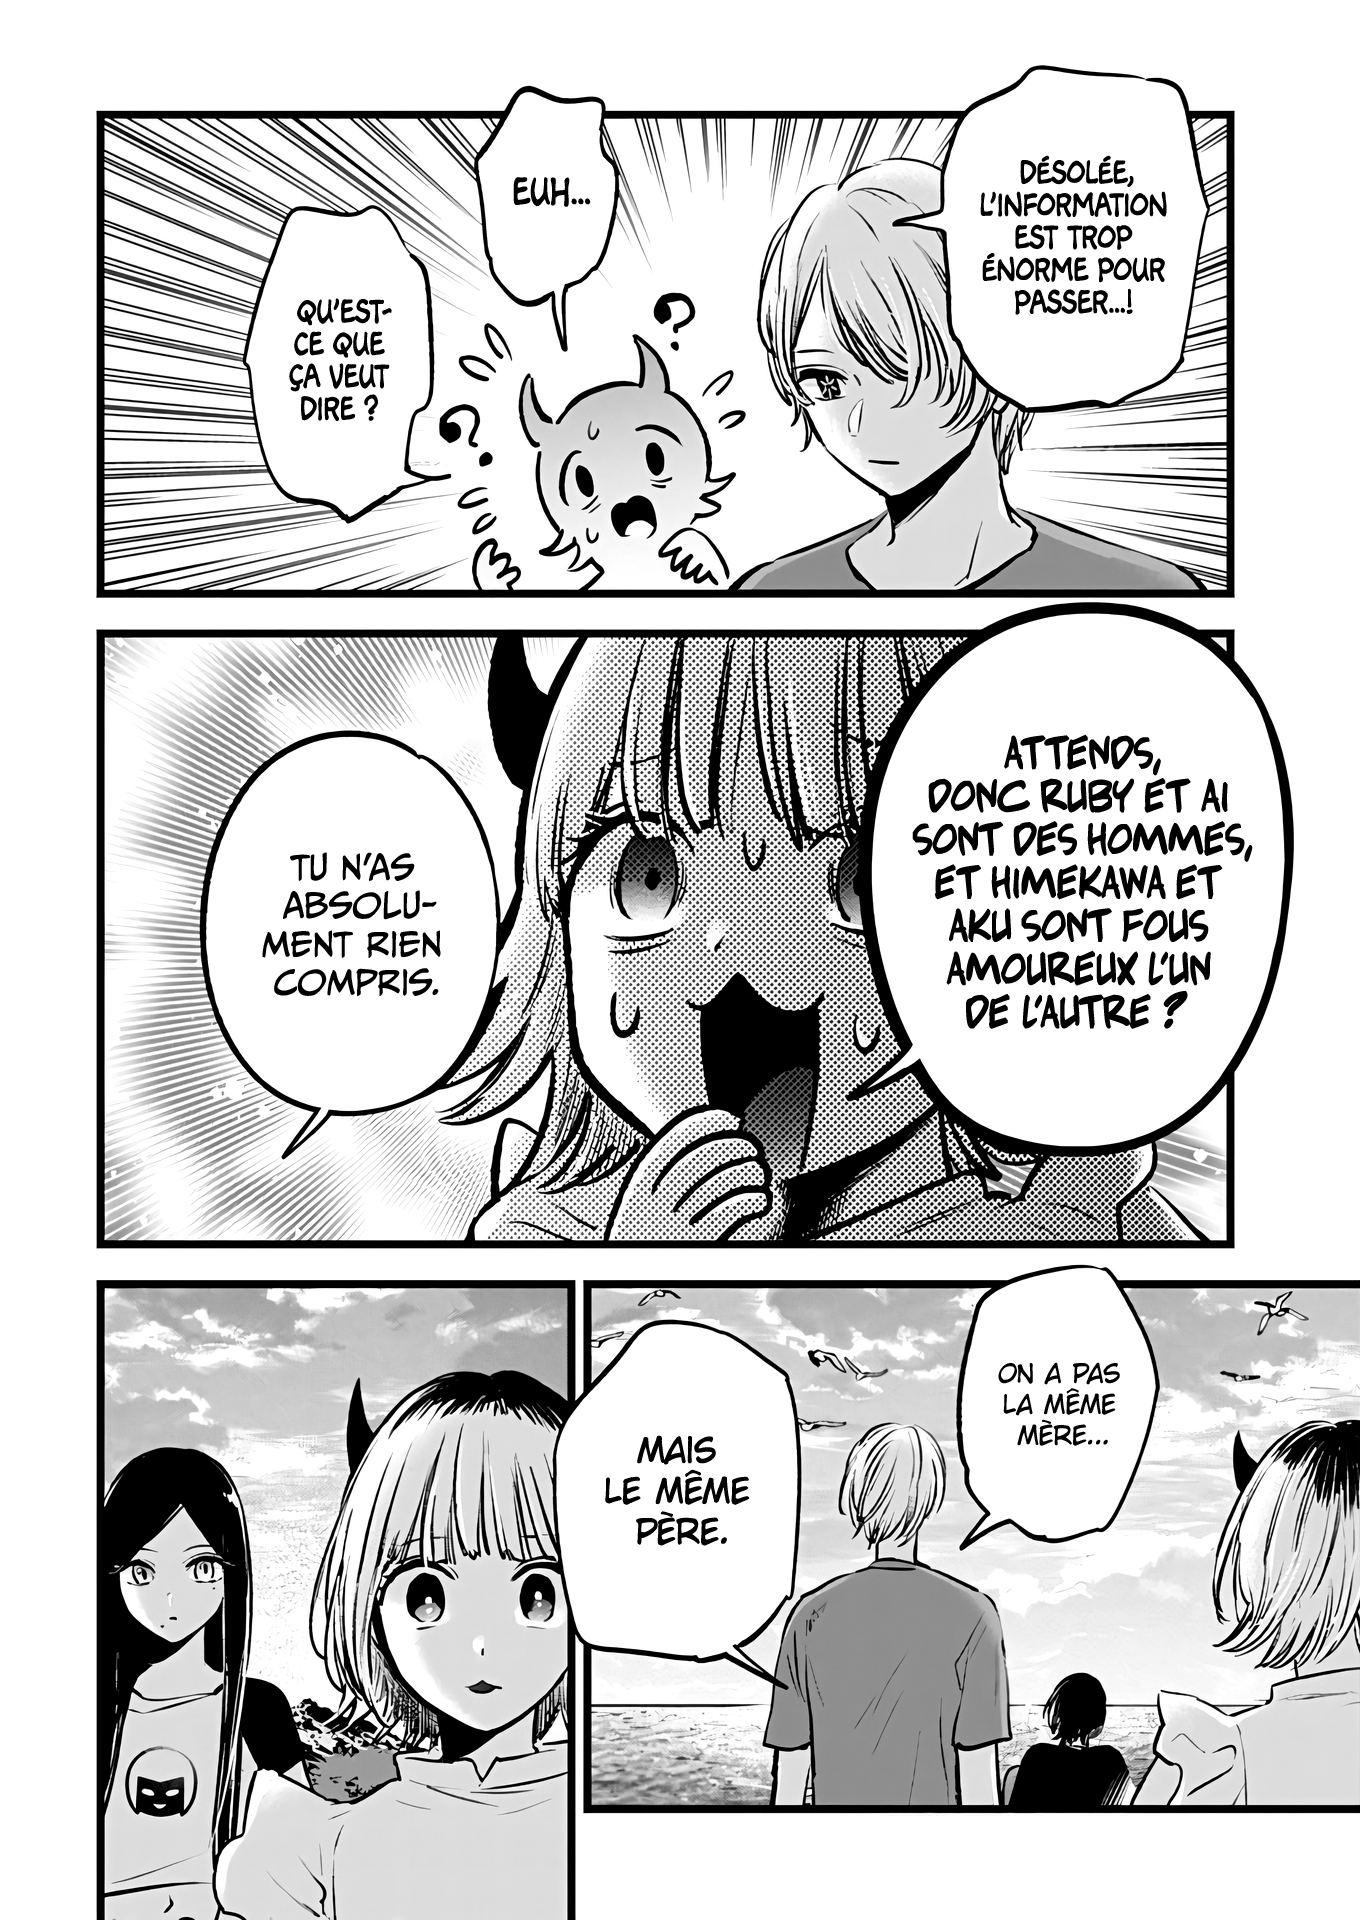 DÉSOLÉE,
L'INFORMATION
EST TROP
ÉNORME POUR
PASSER...!
EUH...
QU'EST-
CE QUE
ÇA VEUT
DIRE ?
?
?
ATTENDS,
DONC RUBY ET AI
SONT DES HOMMES,
ET HIMEKAWA ET
AKU SONT FOUS
AMOUREUX L'UN
DE L'AUTRE ?
TU N'AS
ABSOLU-
MENT RIEN
COMPRIS.
ON A PAS
LA MÊME
MÈRE...
MAIS
LE MÊME
PÈRE.